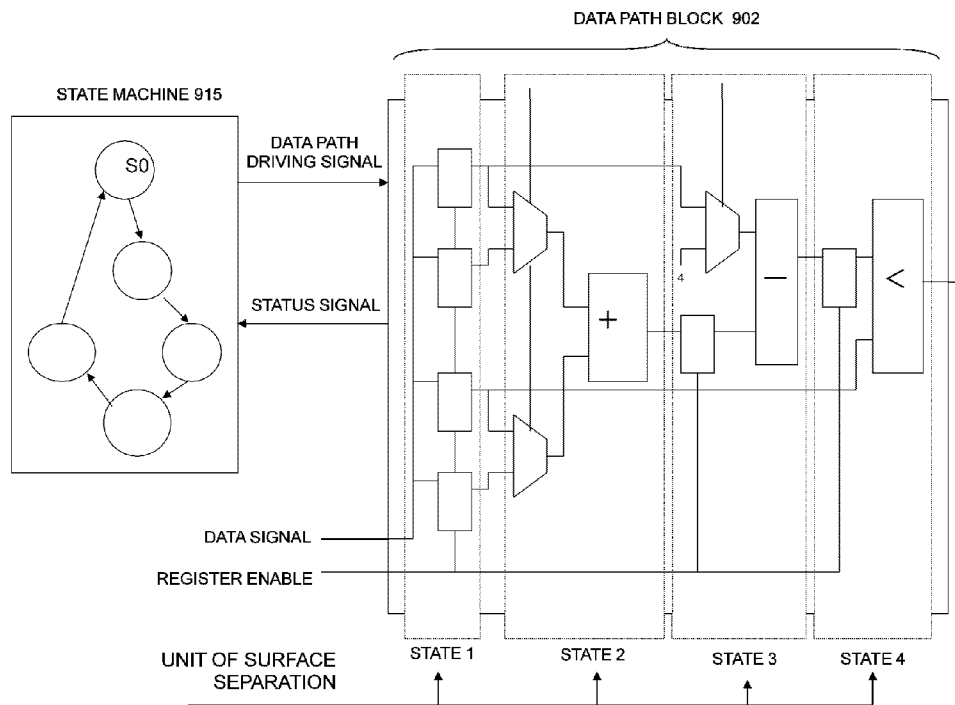 DATA PATH BLOCK 902
STATE MACHINE 915
S0
DATA PATH
DRIVING SIGNAL
STATUS SIGNAL
4
+
—
<
DATA SIGNAL
REGISTER ENABLE
STATE 1
STATE 2
STATE 3
STATE 4
UNIT OF SURFACE
SEPARATION